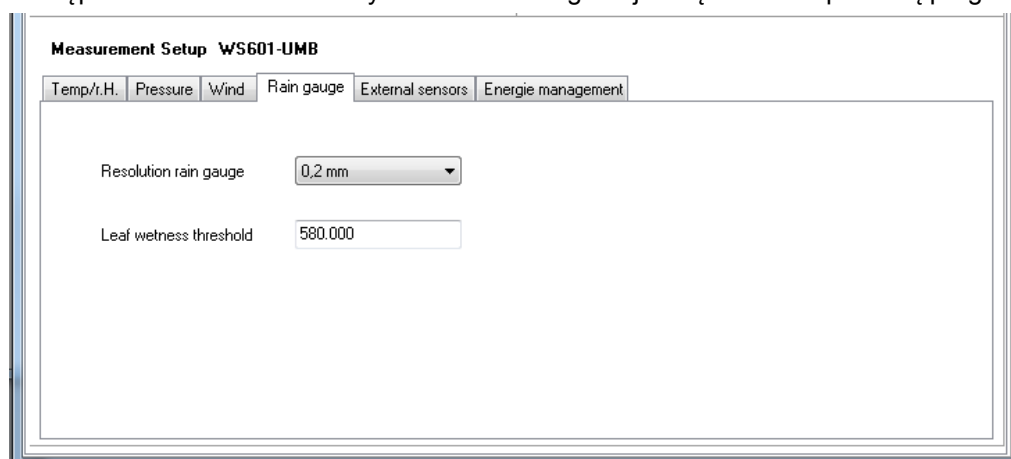 Measurement Setup WS601-UMB
Temp/r.H. Pressure Wind Rain gauge External sensors Energie management
Resolution rain gauge 0,2 mm
Leaf wetness threshold 580.000